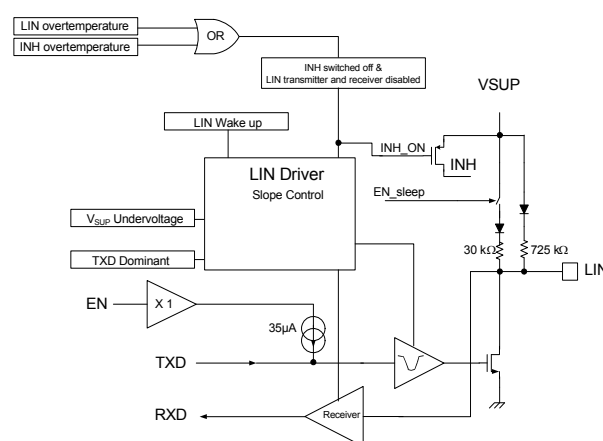 LIN overtemperature
INH overtemperature
OR
INH switched off &
LIN transmitter and receiver disabled
VSUP
LIN Wake up
INH_ON
INH
LIN Driver
Slope Control
EN_sleep
VSUP Undervoltage
30 kΩ
725 kΩ
TXD Dominant
LIN
EN
X 1
35µA
TXD
RXD
Receiver